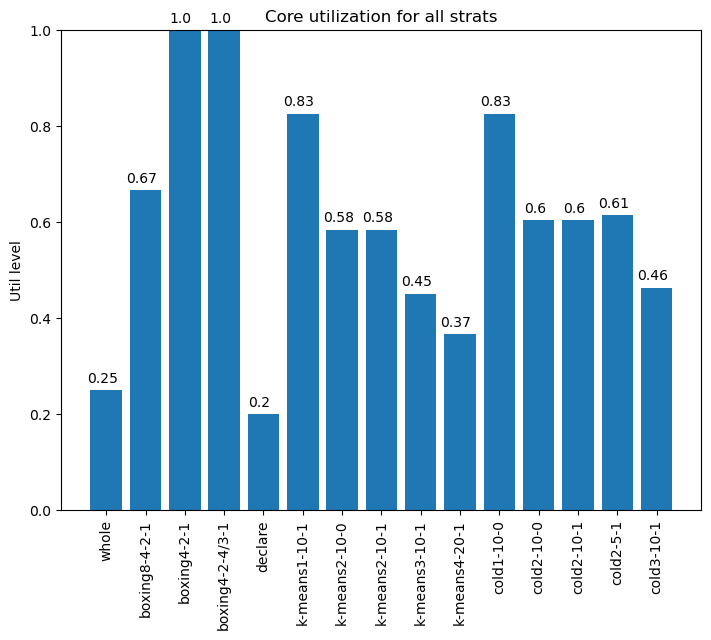 Core utilization for all strats
Util level
1.0
0.8
0.6
0.4
0.2
0.0
0.25
0.67
1.0
1.0
0.2
0.83
0.58
0.58
0.45
0.37
0.83
0.6
0.6
0.61
0.46
whole
boxing8-4-2-1
boxing4-2-1
boxing4-2-4/3-1
declare
k-means1-10-1
k-means2-10-0
k-means2-10-1
k-means3-10-1
k-means4-20-1
cold1-10-0
cold2-10-0
cold2-10-1
cold2-5-1
cold3-10-1